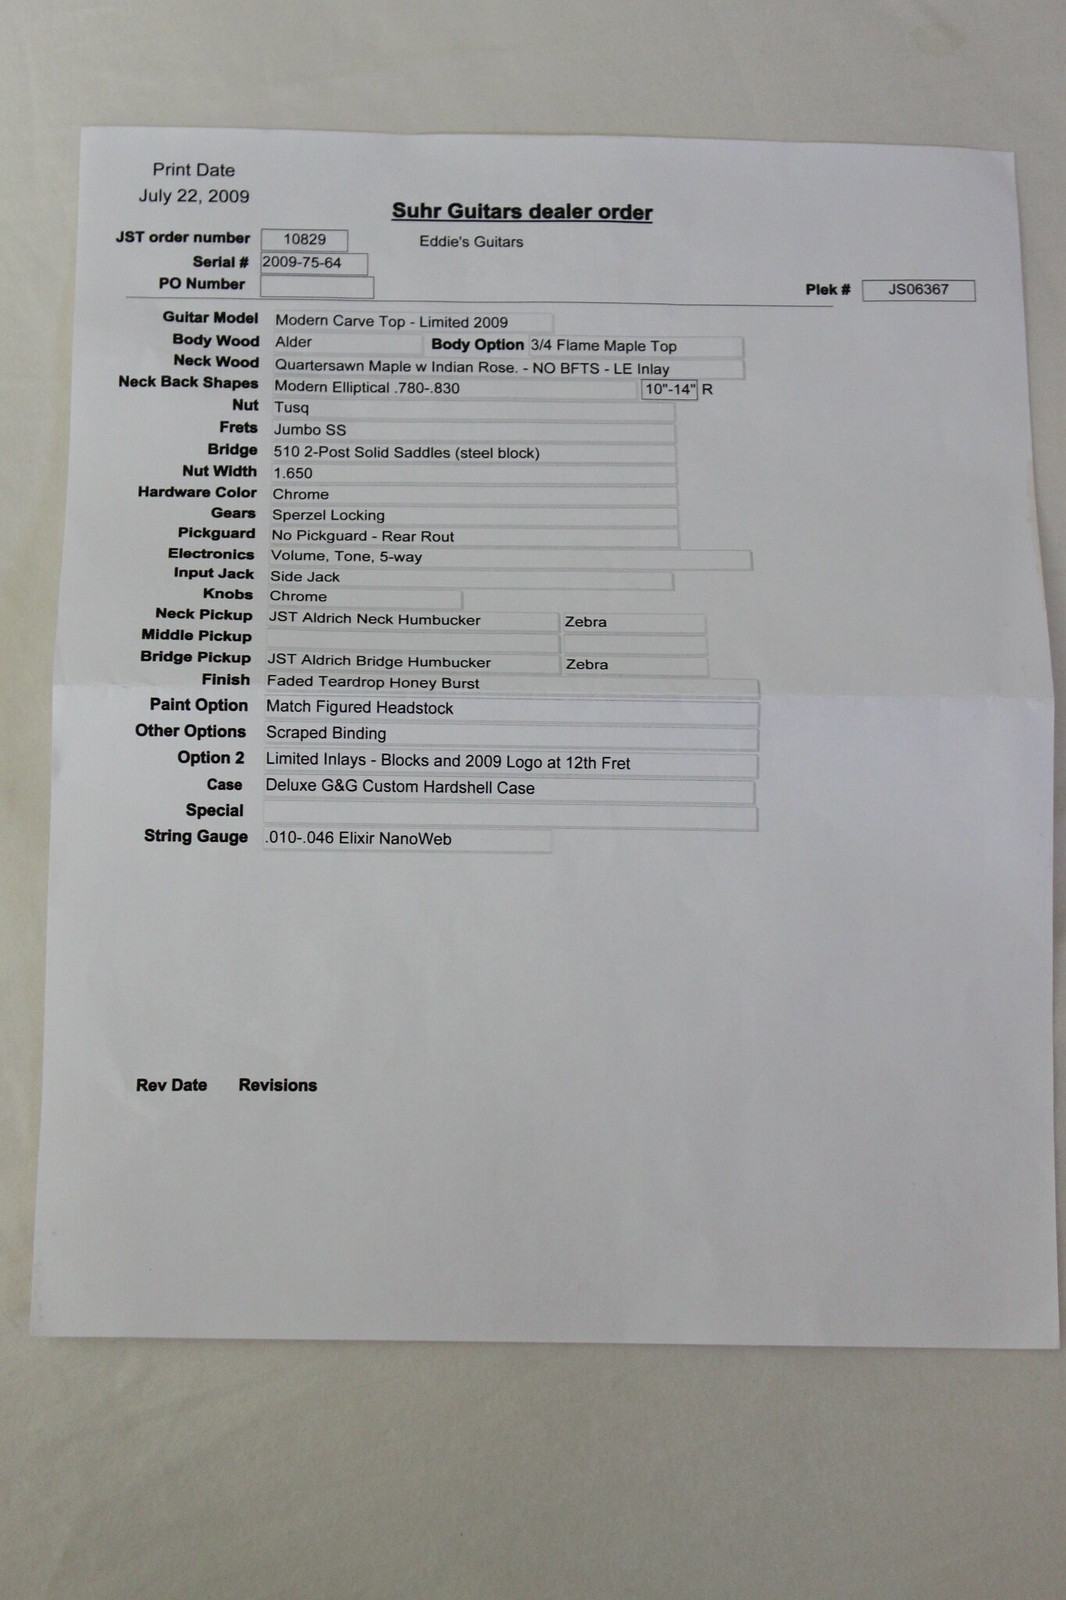 Print Date
July 22, 2009
Suhr Guitars dealer order
JST order number 10829 Eddie's Guitars
Serial # 2009-75-64
PO Number
Plek # JS06367
Guitar Model Modern Carve Top - Limited 2009
Body Wood Alder Body Option 3/4 Flame Maple Top
Neck Wood Quartersawn Maple w Indian Rose. - NO BFTS - LE Inlay
Neck Back Shapes Modern Elliptical .780-.830 10"-14" R
Nut Tusq
Frets Jumbo SS
Bridge 510 2-Post Solid Saddles (steel block)
Nut Width 1.650
Hardware Color Chrome
Gears Sperzel Locking
Pickguard No Pickguard - Rear Rout
Electronics Volume, Tone, 5-way
Input Jack Side Jack
Knobs Chrome
Neck Pickup JST Aldrich Neck Humbucker Zebra
Middle Pickup
Bridge Pickup JST Aldrich Bridge Humbucker Zebra
Finish Faded Teardrop Honey Burst
Paint Option Match Figured Headstock
Other Options Scraped Binding
Option 2 Limited Inlays - Blocks and 2009 Logo at 12th Fret
Case Deluxe G&G Custom Hardshell Case
Special
String Gauge .010-.046 Elixir NanoWeb
Rev Date Revisions